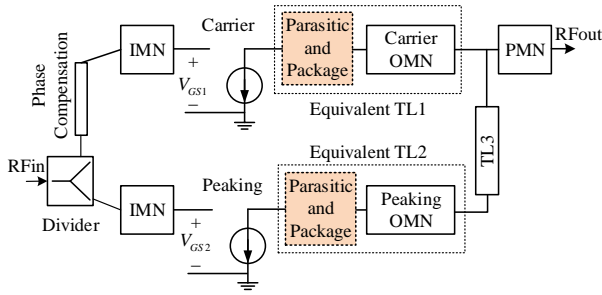 Phase
Compensation
RFin
Divider
IMN
IMN
+
V_GS1
−
+
V_GS2
−
Carrier
Peaking
Parasitic
and
Package
Carrier
OMN
Equivalent TL1
Equivalent TL2
Parasitic
and
Package
Peaking
OMN
PMN
RFout
TL3